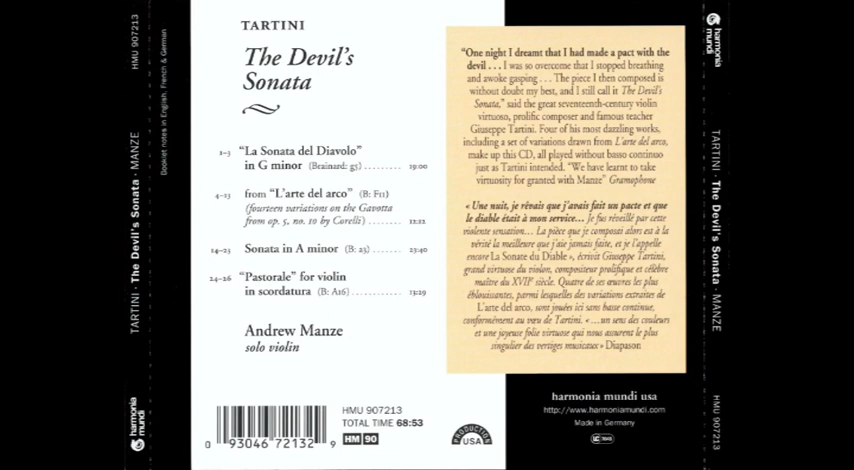 HMU 907213
Booklet notes in English, French & German
TARTINI · The Devil's Sonata · MANZE
harmonia
mundi
TARTINI
The Devil's
Sonata
1–3 “La Sonata del Diavolo”
in G minor (Brainard: g5) .......... 19:00
4–13 from “L'arte del arco” (B: F11)
(fourteen variations on the Gavotta
from op. 5, no. 10 by Corelli) .......... 12:12
14–23 Sonata in A minor (B: a3) .......... 23:40
24–26 “Pastorale” for violin
in scordatura (B: A16) .......... 13:29
Andrew Manze
solo violin
0 93046 72132 9
HMU 907213
TOTAL TIME 68:53
HM 90
PRODUCTION
USA
“One night I dreamt that I had made a pact with the
devil . . . I was so overcome that I stopped breathing
and awoke gasping . . . The piece I then composed is
without doubt my best, and I still call it The Devil's
Sonata,” said the great seventeenth-century violin
virtuoso, prolific composer and famous teacher
Giuseppe Tartini. Four of his most dazzling works,
including a set of variations drawn from L'arte del arco,
make up this CD, all played without basso continuo
just as Tartini intended. “We have learnt to take
virtuosity for granted with Manze” Gramophone
« Une nuit, je rêvais que j'avais fait un pacte et que
le diable était à mon service... Je fus réveillé par cette
violente sensation... La pièce que je composai alors est à la
vérité la meilleure que j'aie jamais faite, et je l'appelle
encore La Sonate du Diable », écrivit Giuseppe Tartini,
grand virtuose du violon, compositeur prolifique et célèbre
maître du XVIIe siècle. Quatre de ses œuvres les plus
éblouissantes, parmi lesquelles des variations extraites de
L'arte del arco, sont jouées ici sans basse continue,
conformément au vœu de Tartini. « ...un sens des couleurs
et une joyeuse folie virtuose qui nous assurent le plus
singulier des vertiges musicaux » Diapason
harmonia mundi usa
http://www.harmoniamundi.com
Made in Germany
LC
harmonia
mundi
TARTINI · The Devil's Sonata · MANZE
HMU 907213